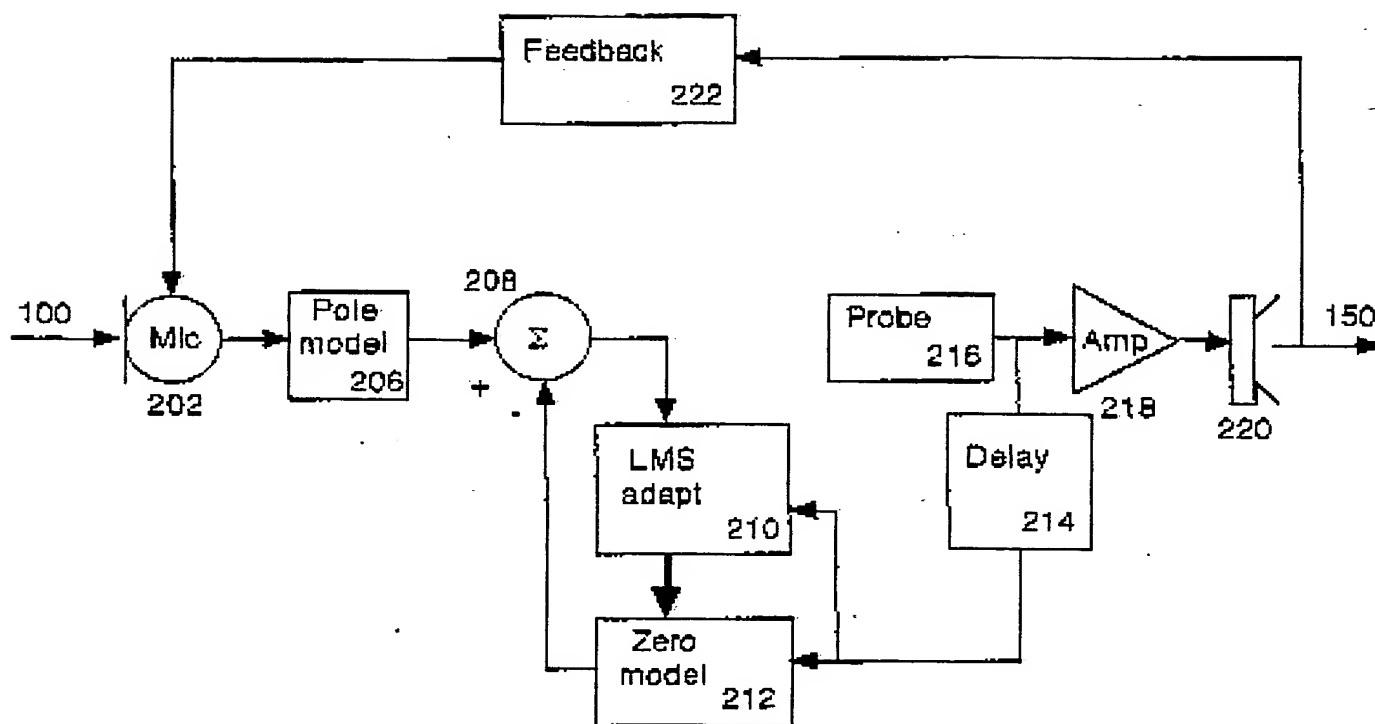 Feedback
222
208
100
Mic
202
Pole
model
206
+
-
Σ
Probe
216
Amp
218
220
150
LMS
adapt
210
Delay
214
Zero
model
212